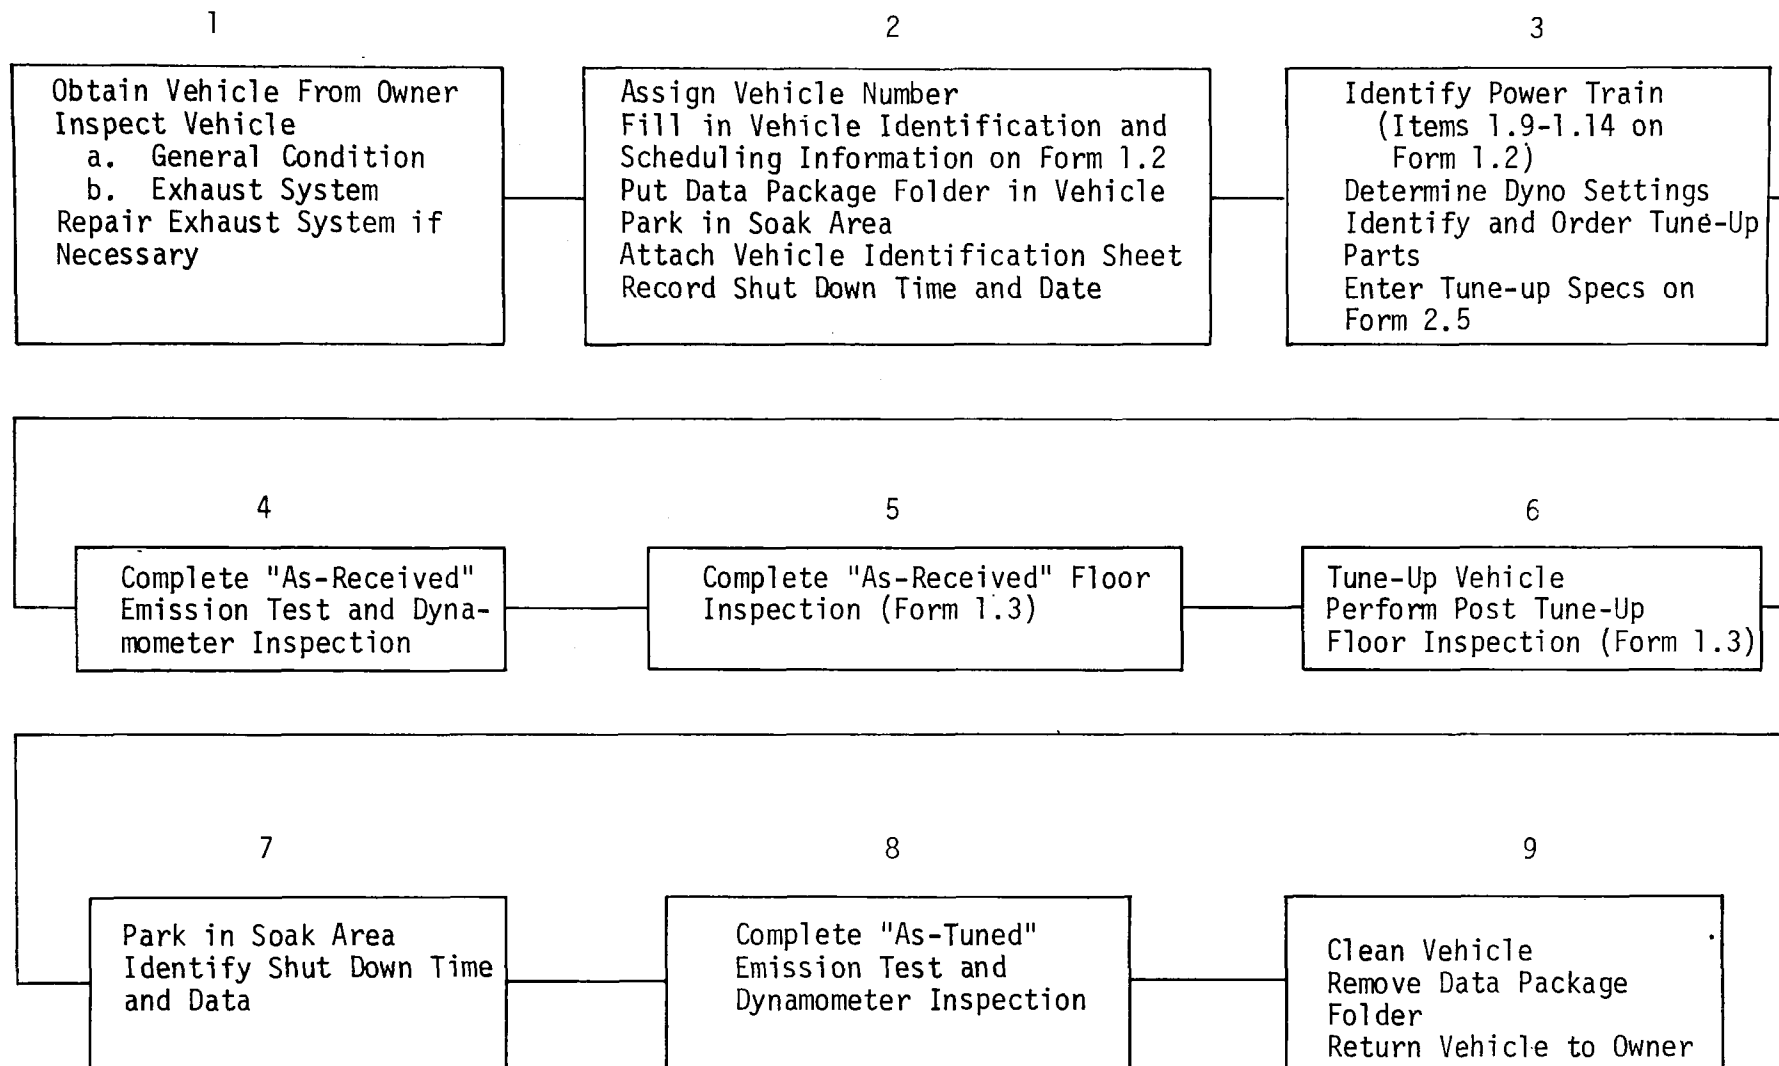 1
Obtain Vehicle From Owner
Inspect Vehicle
a. General Condition
b. Exhaust System
Repair Exhaust System if
Necessary
2
Assign Vehicle Number
Fill in Vehicle Identification and
Scheduling Information on Form 1.2
Put Data Package Folder in Vehicle
Park in Soak Area
Attach Vehicle Identification Sheet
Record Shut Down Time and Date
3
Identify Power Train
(Items 1.9-1.14 on
Form 1.2)
Determine Dyno Settings
Identify and Order Tune-Up
Parts
Enter Tune-up Specs on
Form 2.5
4
Complete "As-Received"
Emission Test and Dyna-
mometer Inspection
5
Complete "As-Received" Floor
Inspection (Form 1.3)
6
Tune-Up Vehicle
Perform Post Tune-Up
Floor Inspection (Form 1.3)
7
Park in Soak Area
Identify Shut Down Time
and Data
8
Complete "As-Tuned"
Emission Test and
Dynamometer Inspection
9
Clean Vehicle
Remove Data Package
Folder
Return Vehicle to Owner